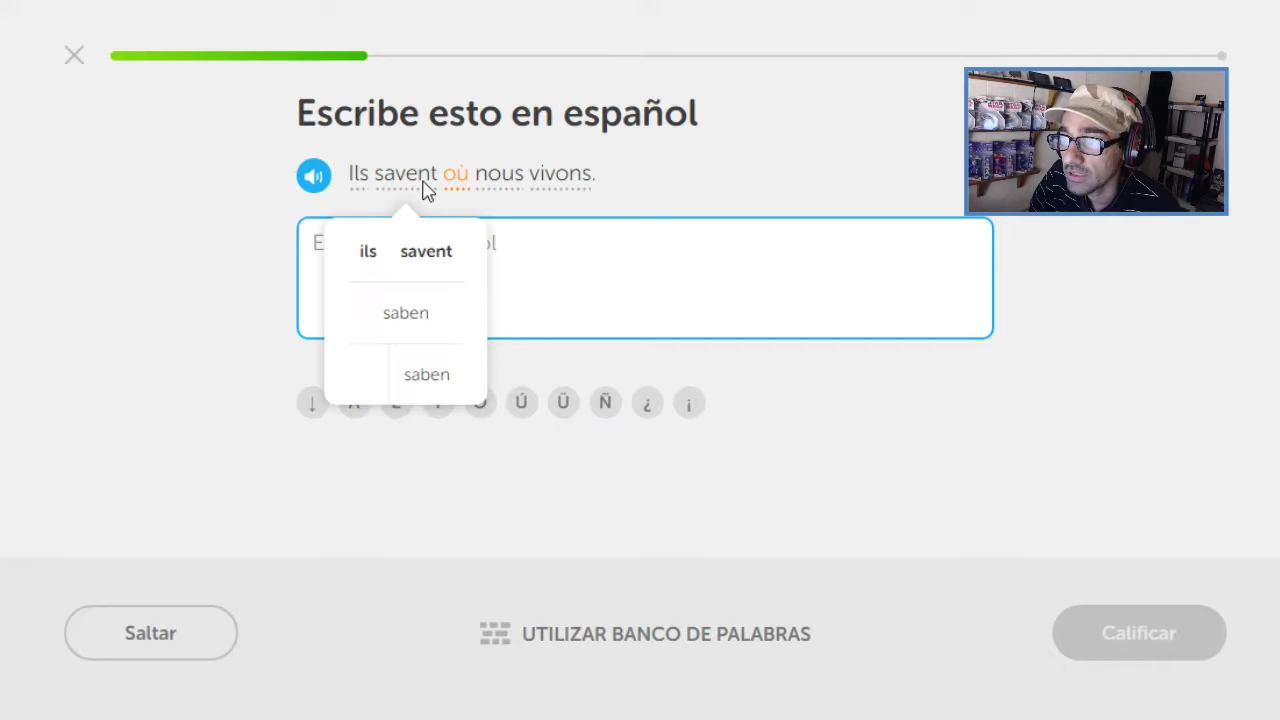 Escribe esto en español
Ils savent où nous vivons.
ils savent
saben
saben
↓ Ú Ü Ñ ¿ ¡
Saltar
UTILIZAR BANCO DE PALABRAS
Calificar